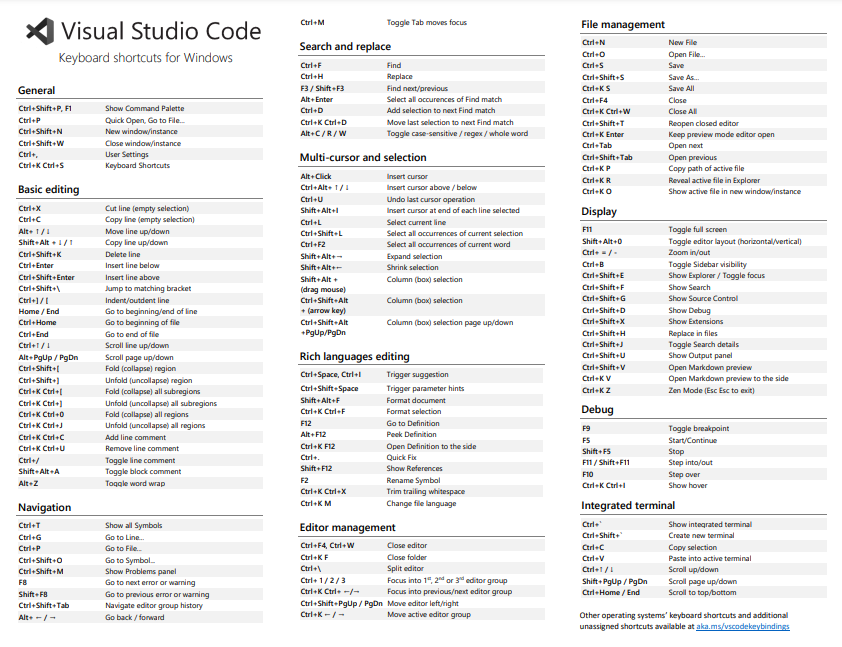 Visual Studio Code
Keyboard shortcuts for Windows
General
Ctrl+Shift+P, F1 Show Command Palette
Ctrl+P Quick Open, Go to File...
Ctrl+Shift+N New window/instance
Ctrl+Shift+W Close window/instance
Ctrl+, User Settings
Ctrl+K Ctrl+S Keyboard Shortcuts
Basic editing
Ctrl+X Cut line (empty selection)
Ctrl+C Copy line (empty selection)
Alt+ ↑ / ↓ Move line up/down
Shift+Alt + ↓ / ↑ Copy line up/down
Ctrl+Shift+K Delete line
Ctrl+Enter Insert line below
Ctrl+Shift+Enter Insert line above
Ctrl+Shift+\ Jump to matching bracket
Ctrl+] / [ Indent/outdent line
Home / End Go to beginning/end of line
Ctrl+Home Go to beginning of file
Ctrl+End Go to end of file
Ctrl+↑ / ↓ Scroll line up/down
Alt+PgUp / PgDn Scroll page up/down
Ctrl+Shift+[ Fold (collapse) region
Ctrl+Shift+] Unfold (uncollapse) region
Ctrl+K Ctrl+[ Fold (collapse) all subregions
Ctrl+K Ctrl+] Unfold (uncollapse) all subregions
Ctrl+K Ctrl+0 Fold (collapse) all regions
Ctrl+K Ctrl+J Unfold (uncollapse) all regions
Ctrl+K Ctrl+C Add line comment
Ctrl+K Ctrl+U Remove line comment
Ctrl+/ Toggle line comment
Shift+Alt+A Toggle block comment
Alt+Z Toggle word wrap
Navigation
Ctrl+T Show all Symbols
Ctrl+G Go to Line...
Ctrl+P Go to File...
Ctrl+Shift+O Go to Symbol...
Ctrl+Shift+M Show Problems panel
F8 Go to next error or warning
Shift+F8 Go to previous error or warning
Ctrl+Shift+Tab Navigate editor group history
Alt+ ← / → Go back / forward
Ctrl+M Toggle Tab moves focus
Search and replace
Ctrl+F Find
Ctrl+H Replace
F3 / Shift+F3 Find next/previous
Alt+Enter Select all occurences of Find match
Ctrl+D Add selection to next Find match
Ctrl+K Ctrl+D Move last selection to next Find match
Alt+C / R / W Toggle case-sensitive / regex / whole word
Multi-cursor and selection
Alt+Click Insert cursor
Ctrl+Alt+ ↑ / ↓ Insert cursor above / below
Ctrl+U Undo last cursor operation
Shift+Alt+I Insert cursor at end of each line selected
Ctrl+L Select current line
Ctrl+Shift+L Select all occurrences of current selection
Ctrl+F2 Select all occurrences of current word
Shift+Alt+→ Expand selection
Shift+Alt+← Shrink selection
Shift+Alt + Column (box) selection
(drag mouse)
Ctrl+Shift+Alt Column (box) selection
+ (arrow key)
Ctrl+Shift+Alt Column (box) selection page up/down
+PgUp/PgDn
Rich languages editing
Ctrl+Space, Ctrl+I Trigger suggestion
Ctrl+Shift+Space Trigger parameter hints
Shift+Alt+F Format document
Ctrl+K Ctrl+F Format selection
F12 Go to Definition
Alt+F12 Peek Definition
Ctrl+K F12 Open Definition to the side
Ctrl+. Quick Fix
Shift+F12 Show References
F2 Rename Symbol
Ctrl+K Ctrl+X Trim trailing whitespace
Ctrl+K M Change file language
Editor management
Ctrl+F4, Ctrl+W Close editor
Ctrl+K F Close folder
Ctrl+\ Split editor
Ctrl+ 1 / 2 / 3 Focus into 1st, 2nd or 3rd editor group
Ctrl+K Ctrl+ ←/→ Focus into previous/next editor group
Ctrl+Shift+PgUp / PgDn Move editor left/right
Ctrl+K ← / → Move active editor group
File management
Ctrl+N New File
Ctrl+O Open File...
Ctrl+S Save
Ctrl+Shift+S Save As...
Ctrl+K S Save All
Ctrl+F4 Close
Ctrl+K Ctrl+W Close All
Ctrl+Shift+T Reopen closed editor
Ctrl+K Enter Keep preview mode editor open
Ctrl+Tab Open next
Ctrl+Shift+Tab Open previous
Ctrl+K P Copy path of active file
Ctrl+K R Reveal active file in Explorer
Ctrl+K O Show active file in new window/instance
Display
F11 Toggle full screen
Shift+Alt+0 Toggle editor layout (horizontal/vertical)
Ctrl+ = / - Zoom in/out
Ctrl+B Toggle Sidebar visibility
Ctrl+Shift+E Show Explorer / Toggle focus
Ctrl+Shift+F Show Search
Ctrl+Shift+G Show Source Control
Ctrl+Shift+D Show Debug
Ctrl+Shift+X Show Extensions
Ctrl+Shift+H Replace in files
Ctrl+Shift+J Toggle Search details
Ctrl+Shift+U Show Output panel
Ctrl+Shift+V Open Markdown preview
Ctrl+K V Open Markdown preview to the side
Ctrl+K Z Zen Mode (Esc Esc to exit)
Debug
F9 Toggle breakpoint
F5 Start/Continue
Shift+F5 Stop
F11 / Shift+F11 Step into/out
F10 Step over
Ctrl+K Ctrl+I Show hover
Integrated terminal
Ctrl+` Show integrated terminal
Ctrl+Shift+` Create new terminal
Ctrl+C Copy selection
Ctrl+V Paste into active terminal
Ctrl+↑ / ↓ Scroll up/down
Shift+PgUp / PgDn Scroll page up/down
Ctrl+Home / End Scroll to top/bottom
Other operating systems' keyboard shortcuts and additional
unassigned shortcuts available at aka.ms/vscodekeybindings